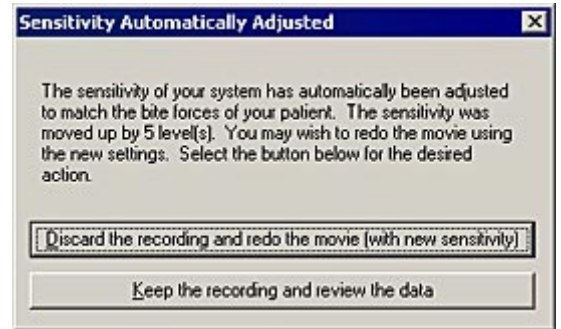 Sensitivity Automatically Adjusted
The sensitivity of your system has automatically been adjusted
to match the bite forces of your patient. The sensitivity was
moved up by 5 level(s). You may wish to redo the movie using
the new settings. Select the button below for the desired
action.
Discard the recording and redo the movie (with new sensitivity)
Keep the recording and review the data